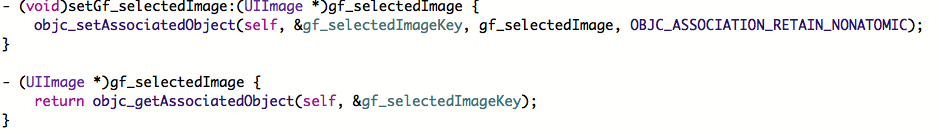 - (void)setGf_selectedImage:(UIImage *)gf_selectedImage {
    objc_setAssociatedObject(self, &gf_selectedImageKey, gf_selectedImage, OBJC_ASSOCIATION_RETAIN_NONATOMIC);
}

- (UIImage *)gf_selectedImage {
    return objc_getAssociatedObject(self, &gf_selectedImageKey);
}